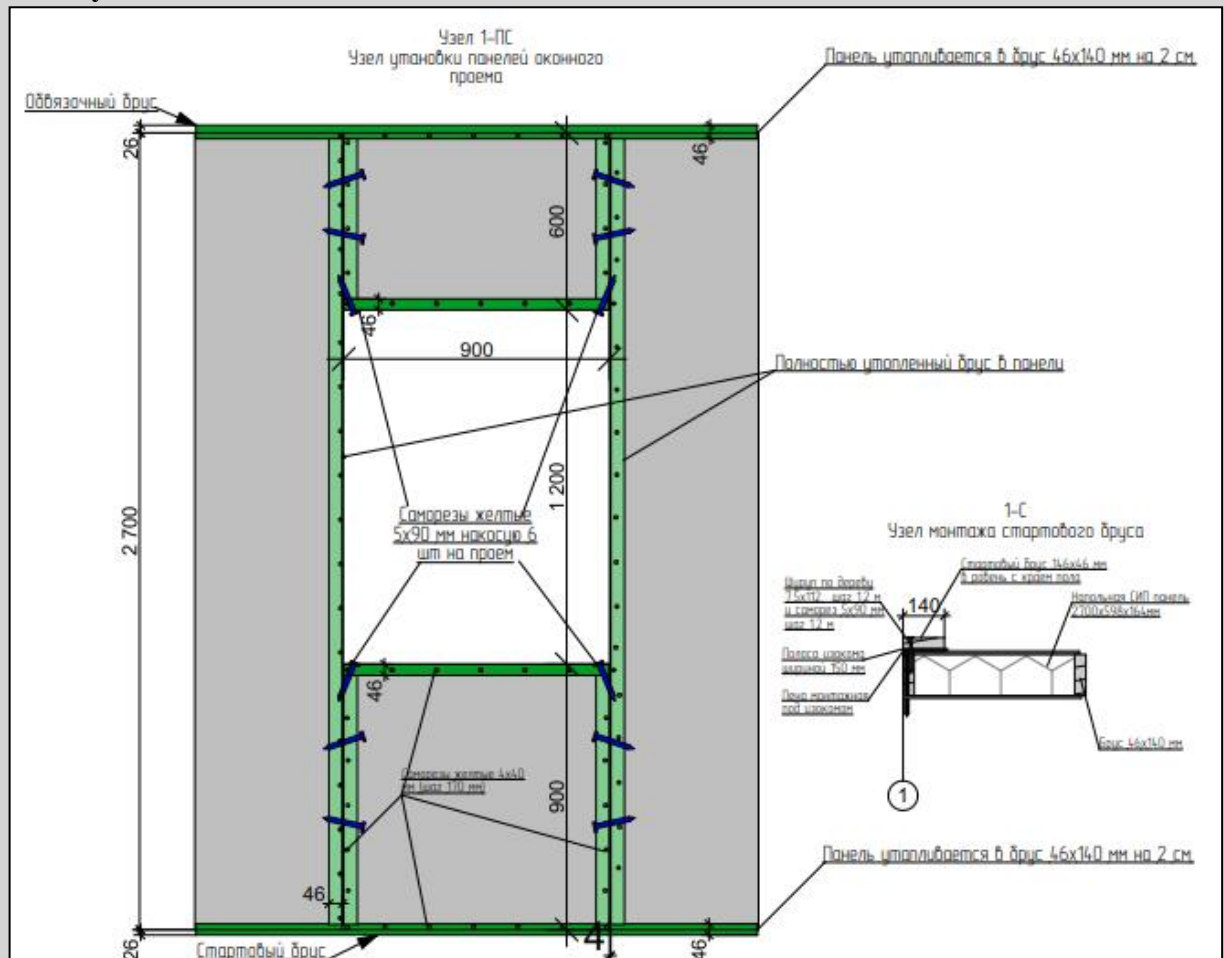 Узел 1-ПС
Узел утановки панелей оконного
проема
Панель утапливается в брус 46х140 мм на 2 см
Обвязочный брус
26
46
600
46
900
Полностью утопленный брус в панели
2 700
1 200
Саморезы желтые
5х90 мм накосую 6
шт на проем
1-С
Узел монтажа стартового бруса
Стартовый брус 146х46 мм
в ровень с краем пола
Шуруп по дереву
7.5х112 шаг 1.2 м
и саморез 5х90 мм
шаг 1.2 м
140
Напольная СИП панель
2700х598х164мм
Полоса изокома
шириной 150 мм
Пена монтажная
под изокомом
Брус 46х140 мм
1
46
Саморезы желтые 4х40
мм (шаг 170 мм)
900
Панель утапливается в брус 46х140 мм на 2 см
46
26
Стартовый брус
4
46